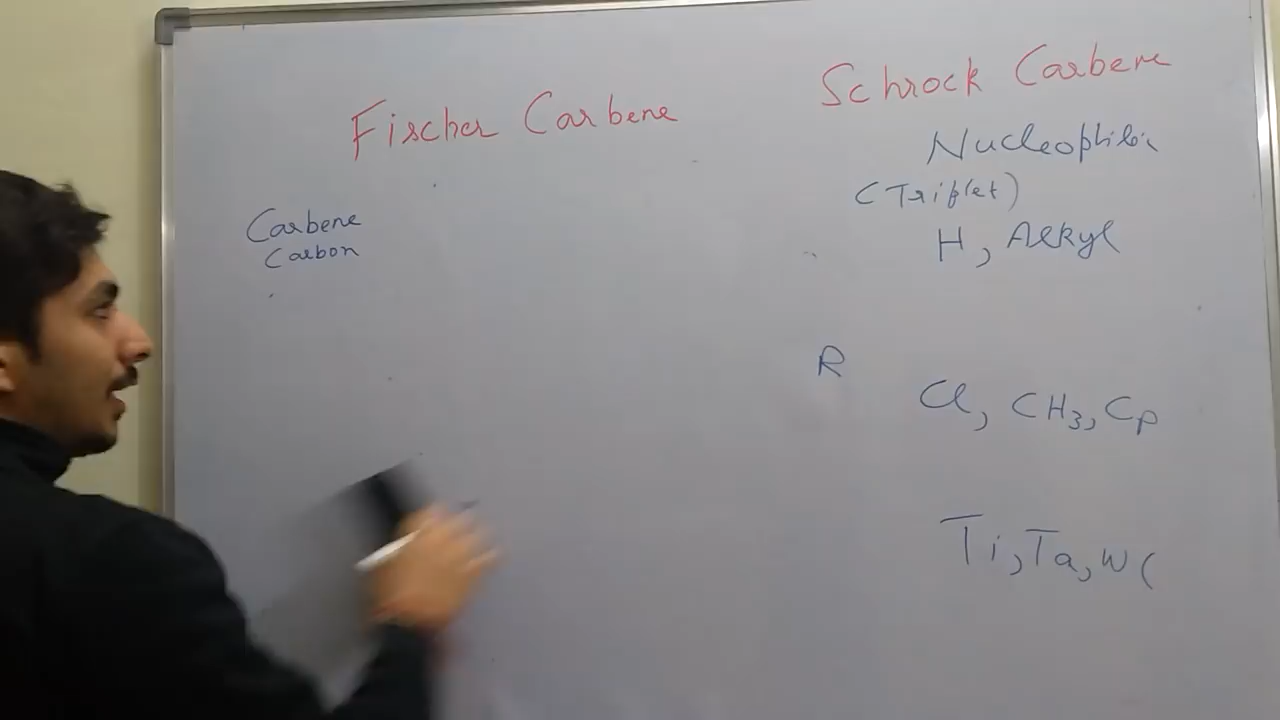 Fischer Carbene
Schrock Carbene
Nucleophilic
Carbene
Carbon
(Triplet)
H, Alkyl
R
Cl, CH3, Cp
Ti, Ta, W (